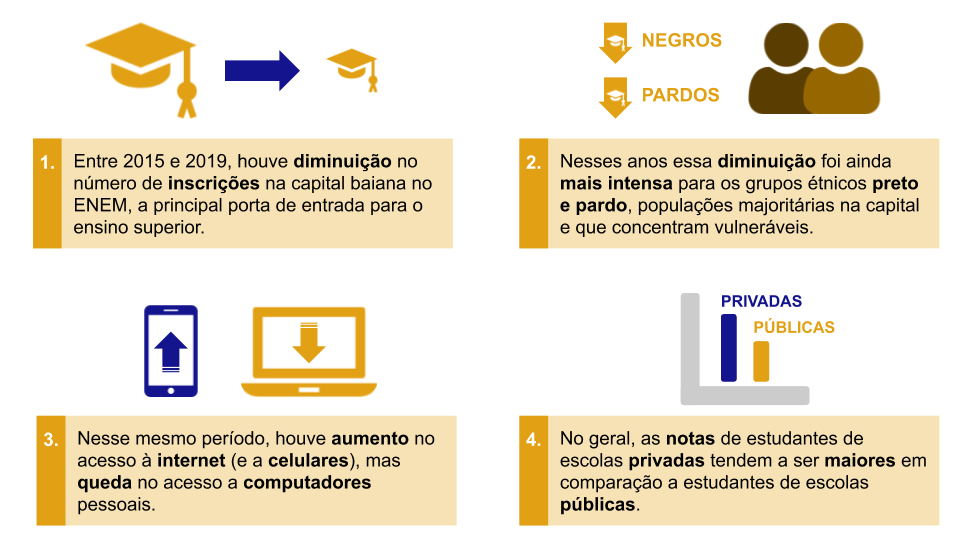 NEGROS
PARDOS
1.
Entre 2015 e 2019, houve diminuição no
número de inscrições na capital baiana no
ENEM, a principal porta de entrada para o
ensino superior.
2.
Nesses anos essa diminuição foi ainda
mais intensa para os grupos étnicos preto
e pardo, populações majoritárias na capital
e que concentram vulneráveis.
3.
Nesse mesmo período, houve aumento no
acesso à internet (e a celulares), mas
queda no acesso a computadores
pessoais.
PRIVADAS
PÚBLICAS
4.
No geral, as notas de estudantes de
escolas privadas tendem a ser maiores em
comparação a estudantes de escolas
públicas.